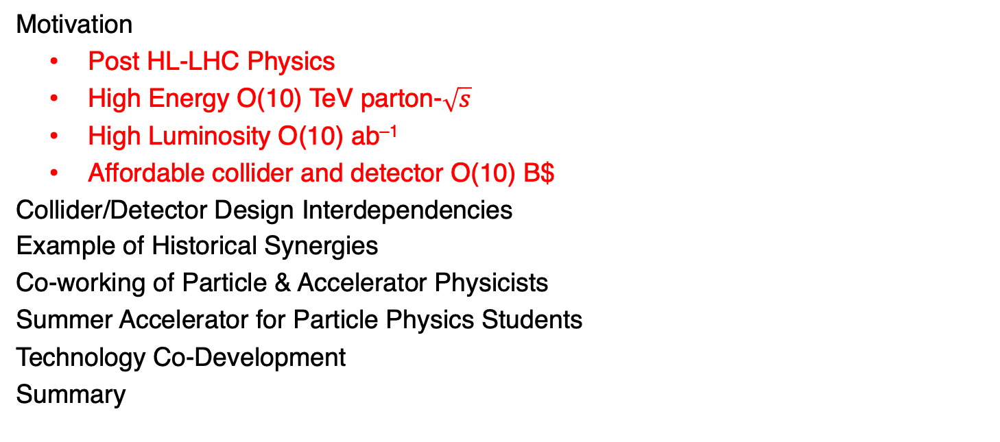 Motivation
• Post HL-LHC Physics
• High Energy O(10) TeV parton-√s
• High Luminosity O(10) ab⁻¹
• Affordable collider and detector O(10) B$
Collider/Detector Design Interdependencies
Example of Historical Synergies
Co-working of Particle & Accelerator Physicists
Summer Accelerator for Particle Physics Students
Technology Co-Development
Summary